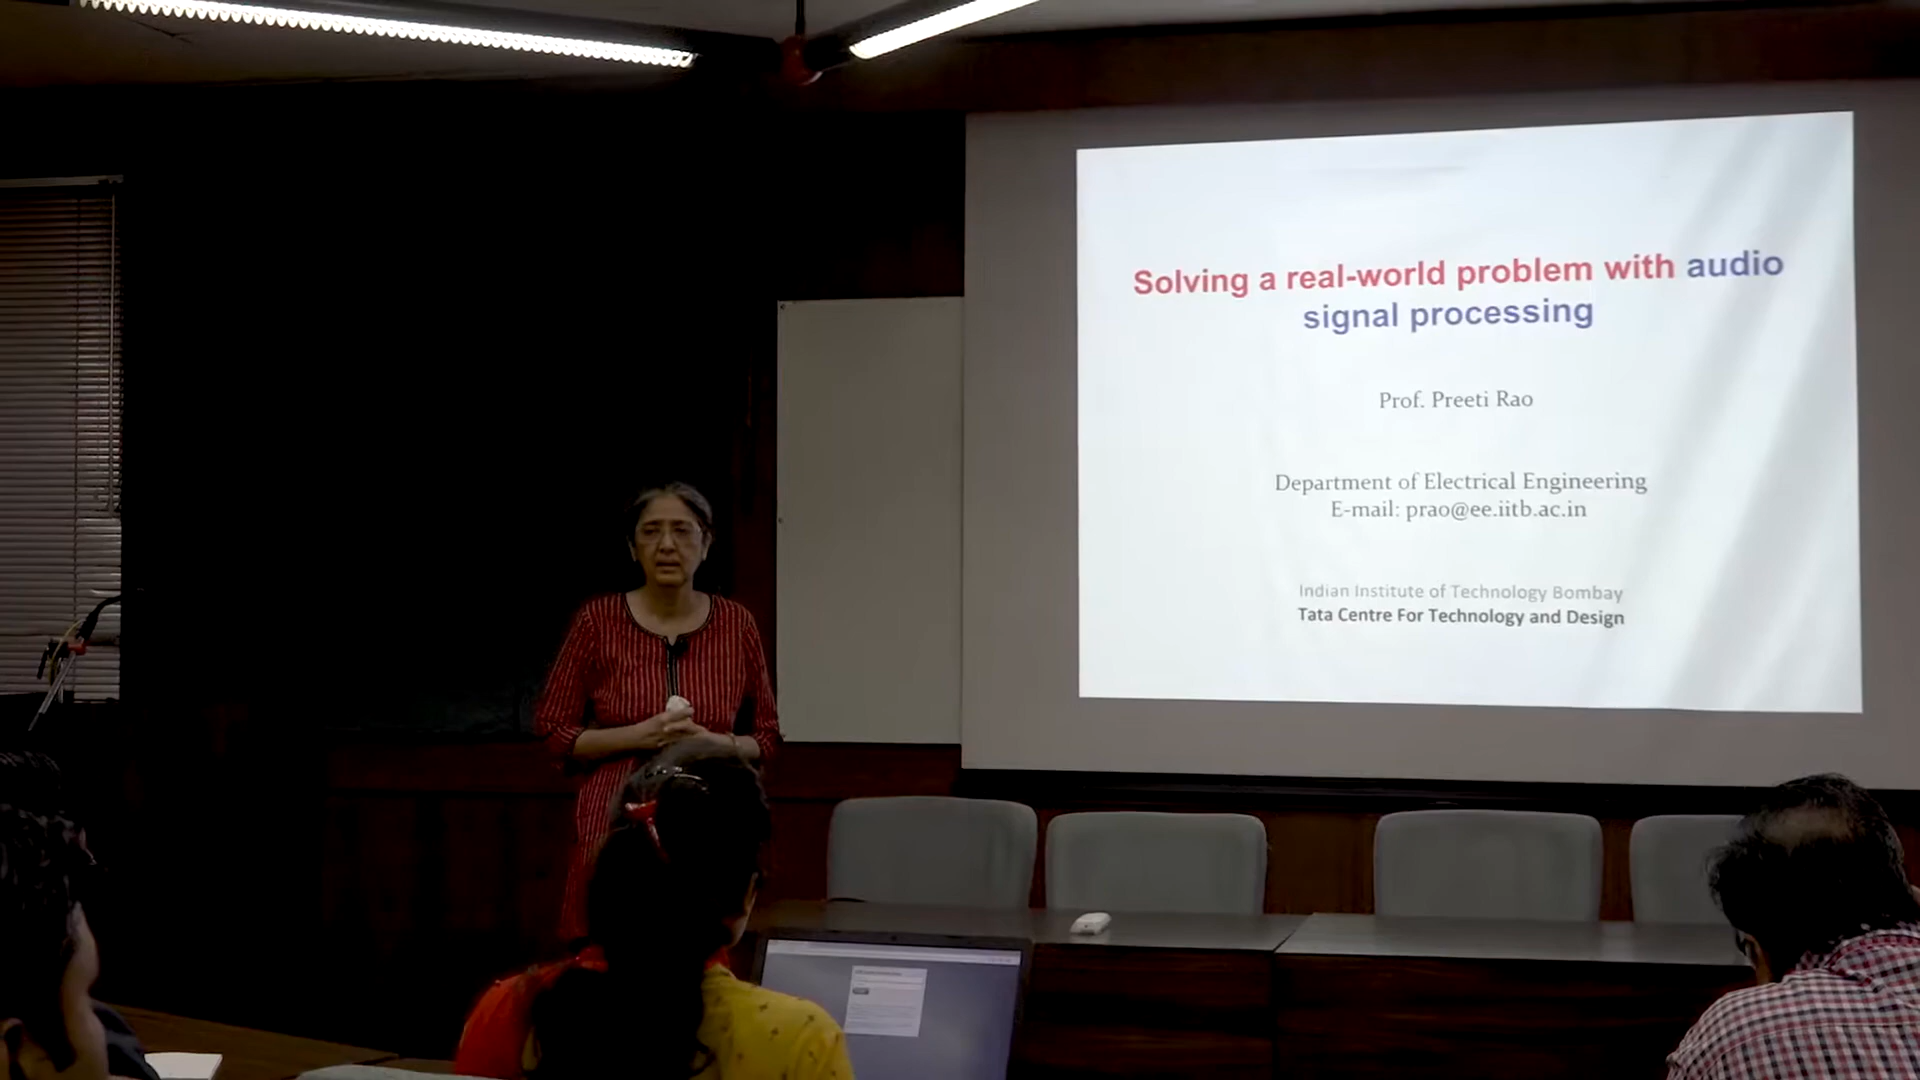 Solving a real-world problem with audio
signal processing
Prof. Preeti Rao
Department of Electrical Engineering
E-mail: prao@ee.iitb.ac.in
Indian Institute of Technology Bombay
Tata Centre For Technology and Design